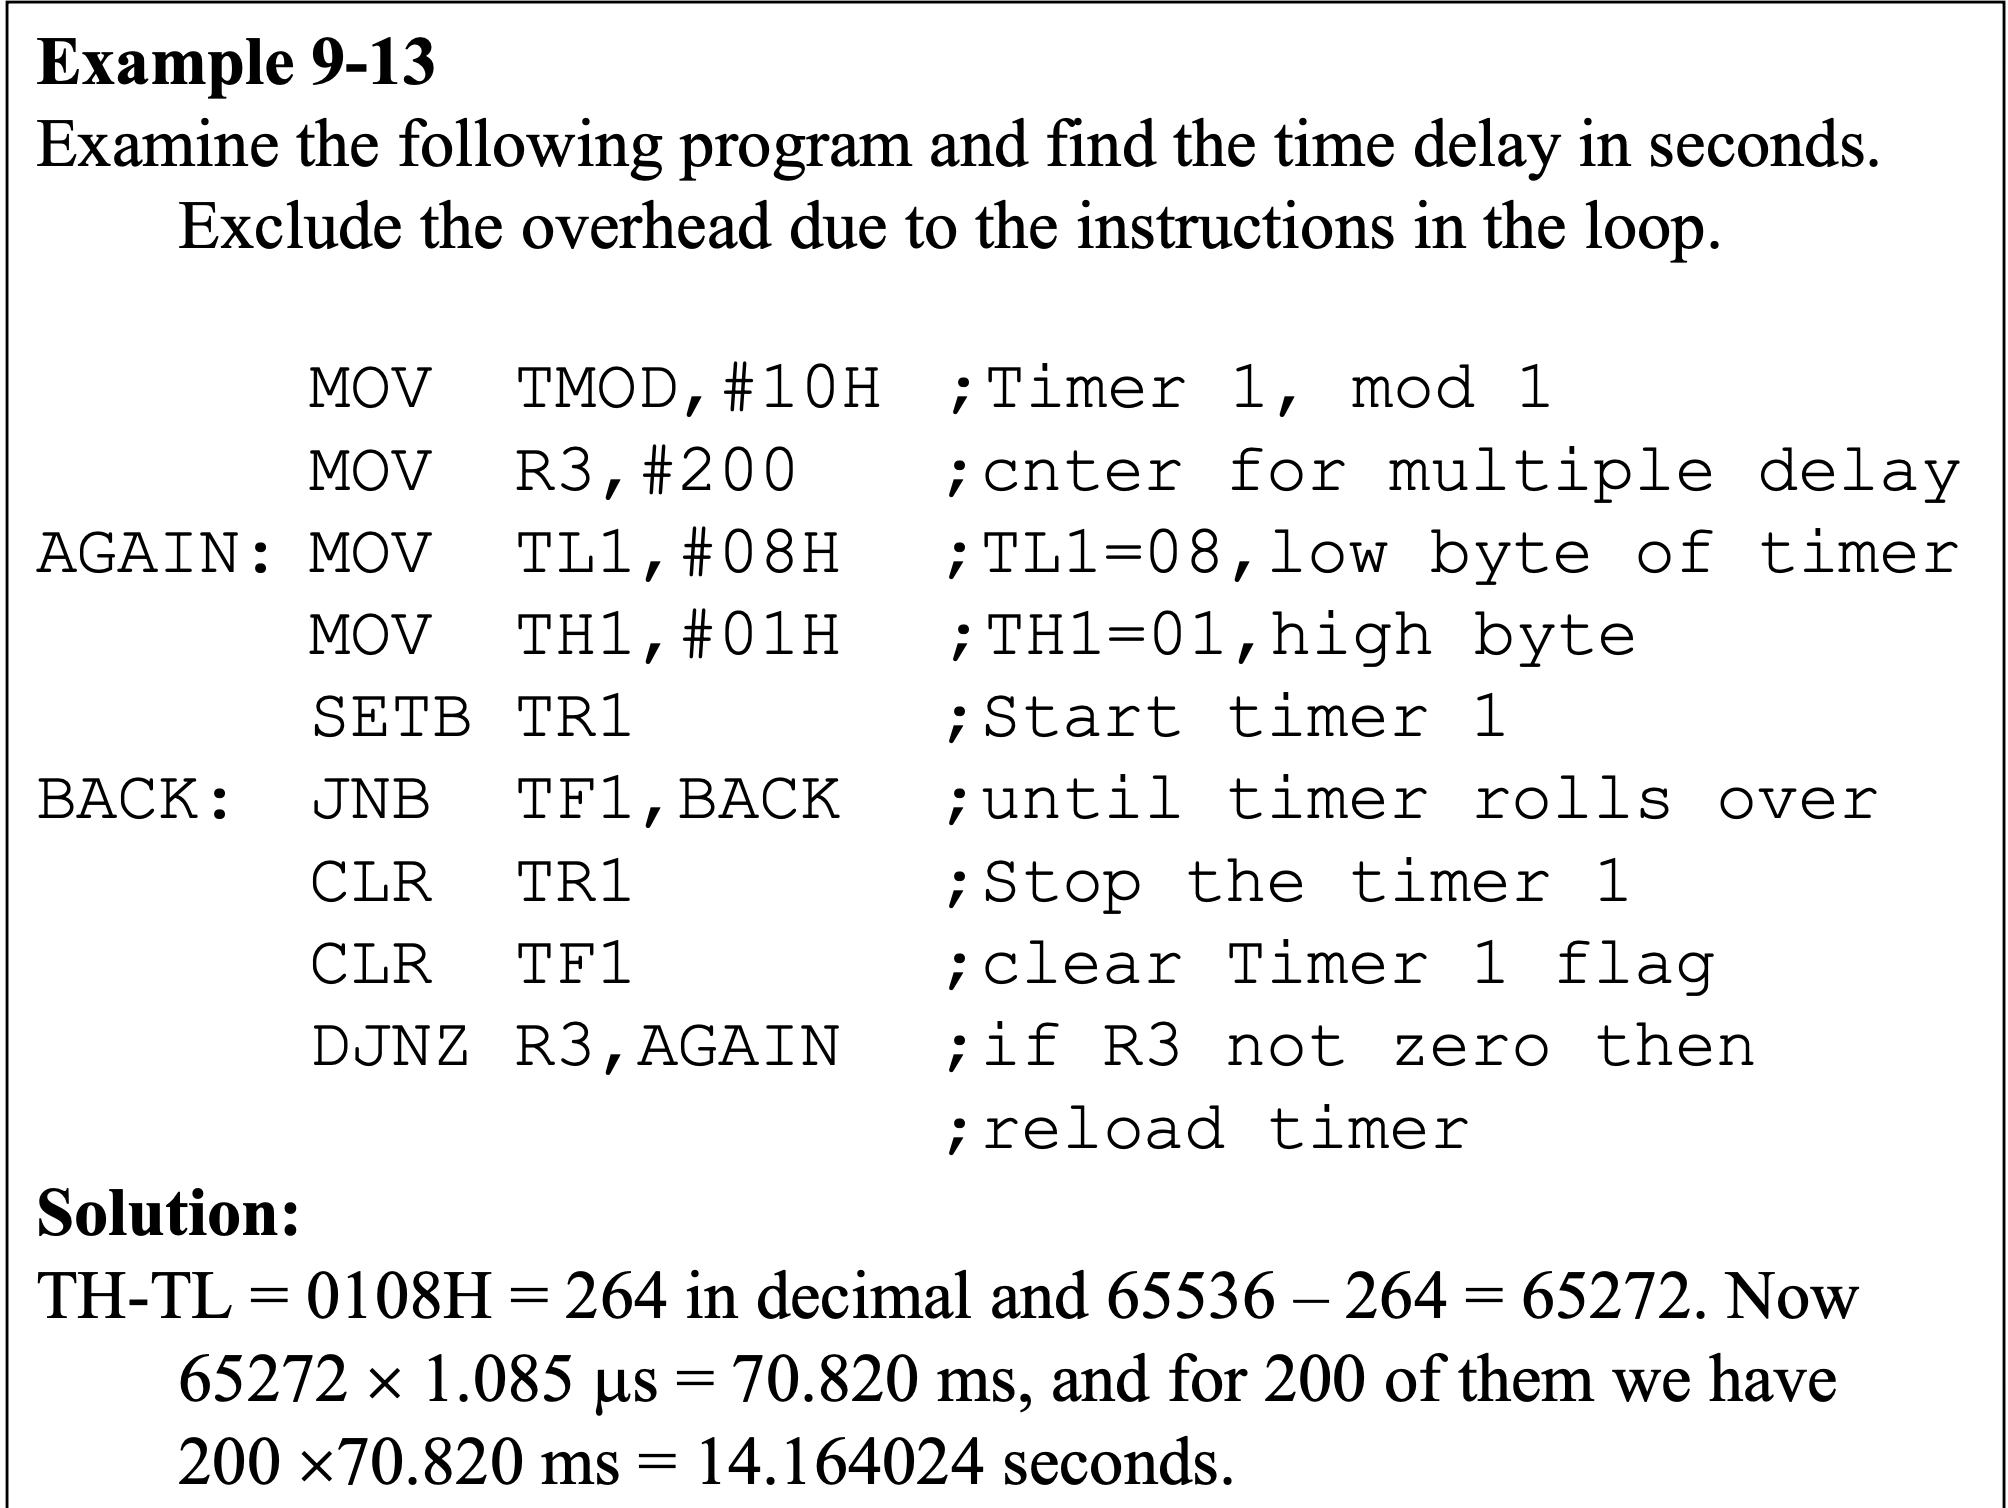 Example 9-13
Examine the following program and find the time delay in seconds.
Exclude the overhead due to the instructions in the loop.
MOV TMOD,#10H ;Timer 1, mod 1
MOV R3,#200 ;cnter for multiple delay
AGAIN: MOV TL1,#08H ;TL1=08,low byte of timer
MOV TH1,#01H ;TH1=01,high byte
SETB TR1 ;Start timer 1
BACK: JNB TF1,BACK ;until timer rolls over
CLR TR1 ;Stop the timer 1
CLR TF1 ;clear Timer 1 flag
DJNZ R3,AGAIN ;if R3 not zero then
;reload timer
Solution:
TH-TL = 0108H = 264 in decimal and 65536 – 264 = 65272. Now
65272 × 1.085 μs = 70.820 ms, and for 200 of them we have
200 ×70.820 ms = 14.164024 seconds.